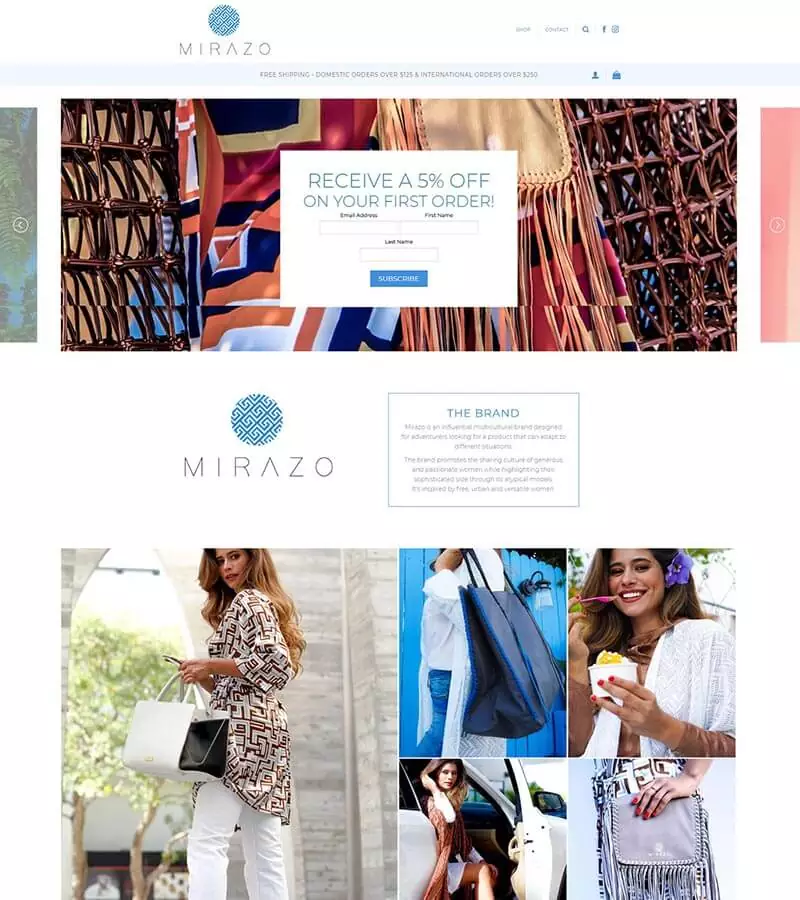 MIRAZO
SHOP
CONTACT
FREE SHIPPING - DOMESTIC ORDERS OVER $125 & INTERNATIONAL ORDERS OVER $250
RECEIVE A 5% OFF
ON YOUR FIRST ORDER!
Email Address First Name
Last Name
SUBSCRIBE
MIRAZO
THE BRAND
Mirazo is an influential multicultural brand designed
for adventurers looking for a product that can adapt to
different situations.
The brand promotes the sharing culture of generous,
and passionate women while highlighting their
sophisticated side through its atypical models.
It's inspired by free, urban and versatile women
MIRAZO